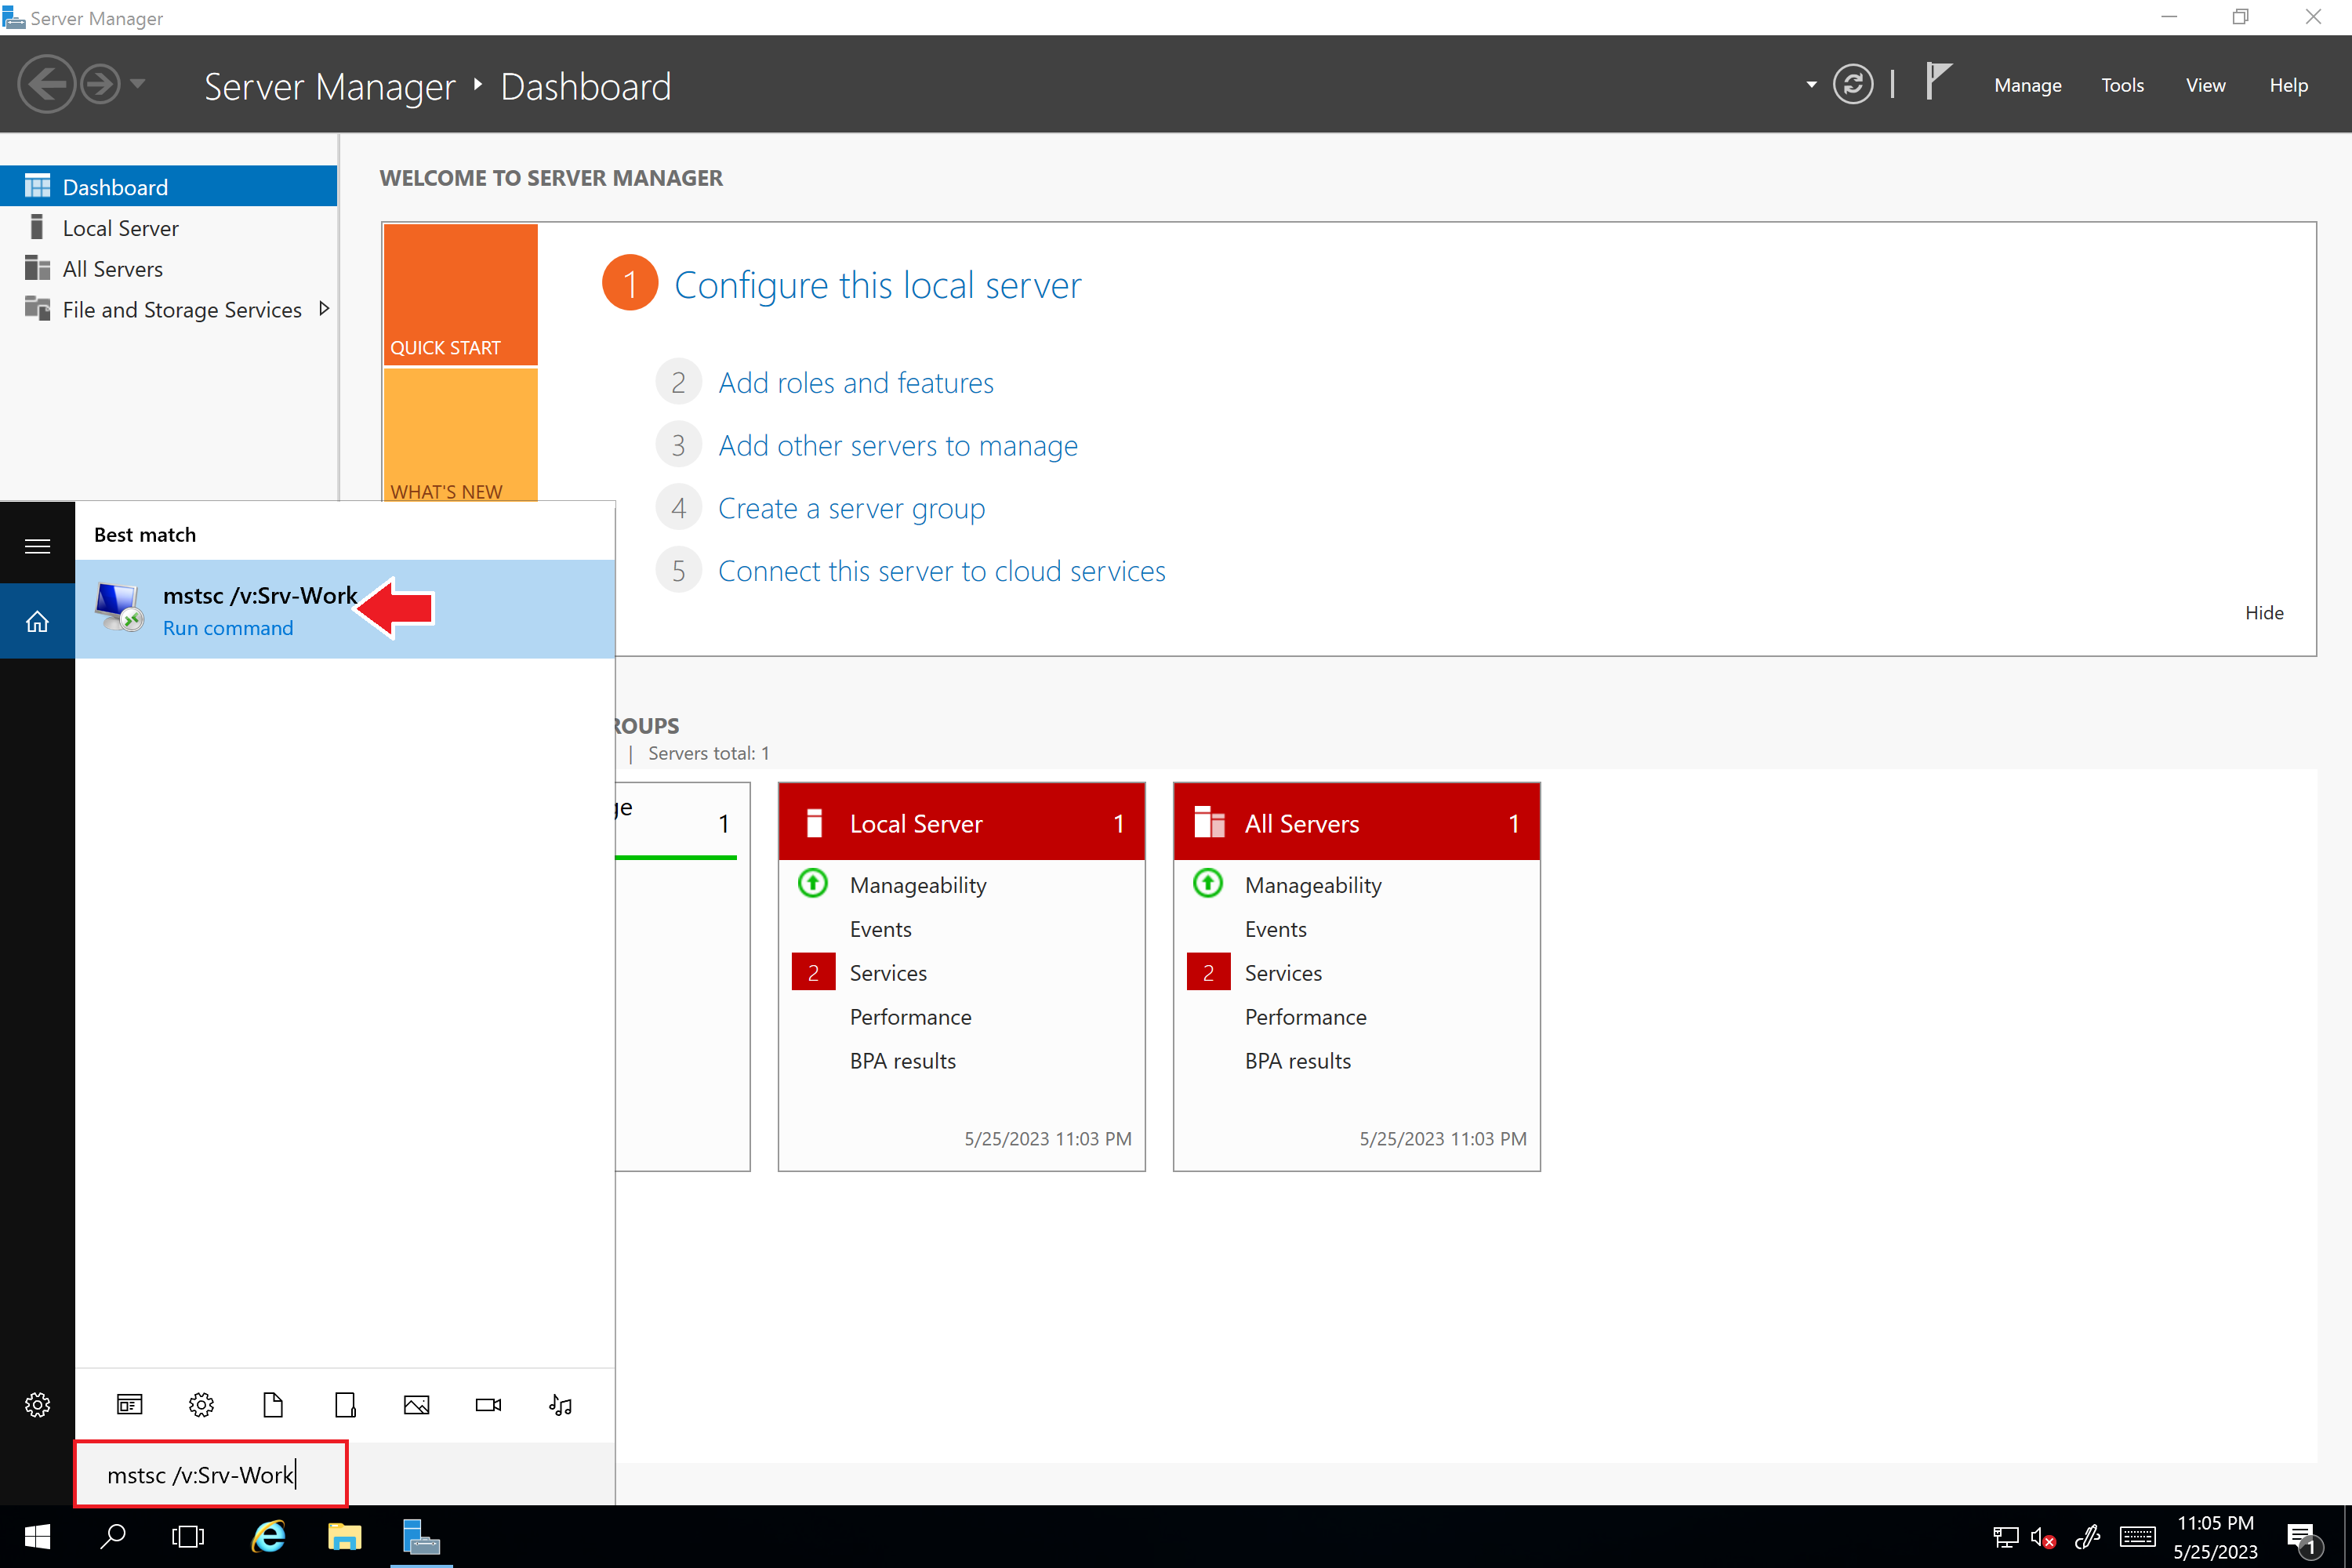 Server Manager
Server Manager ‣ Dashboard
Manage Tools View Help
Dashboard
Local Server
All Servers
File and Storage Services
WELCOME TO SERVER MANAGER
QUICK START
WHAT'S NEW
1 Configure this local server
2 Add roles and features
3 Add other servers to manage
4 Create a server group
5 Connect this server to cloud services
Hide
Best match
mstsc /v:Srv-Work
Run command
ROUPS
| Servers total: 1
ge
1
Local Server 1
Manageability
Events
2 Services
Performance
BPA results
5/25/2023 11:03 PM
All Servers 1
Manageability
Events
2 Services
Performance
BPA results
5/25/2023 11:03 PM
mstsc /v:Srv-Work
11:05 PM
5/25/2023
1